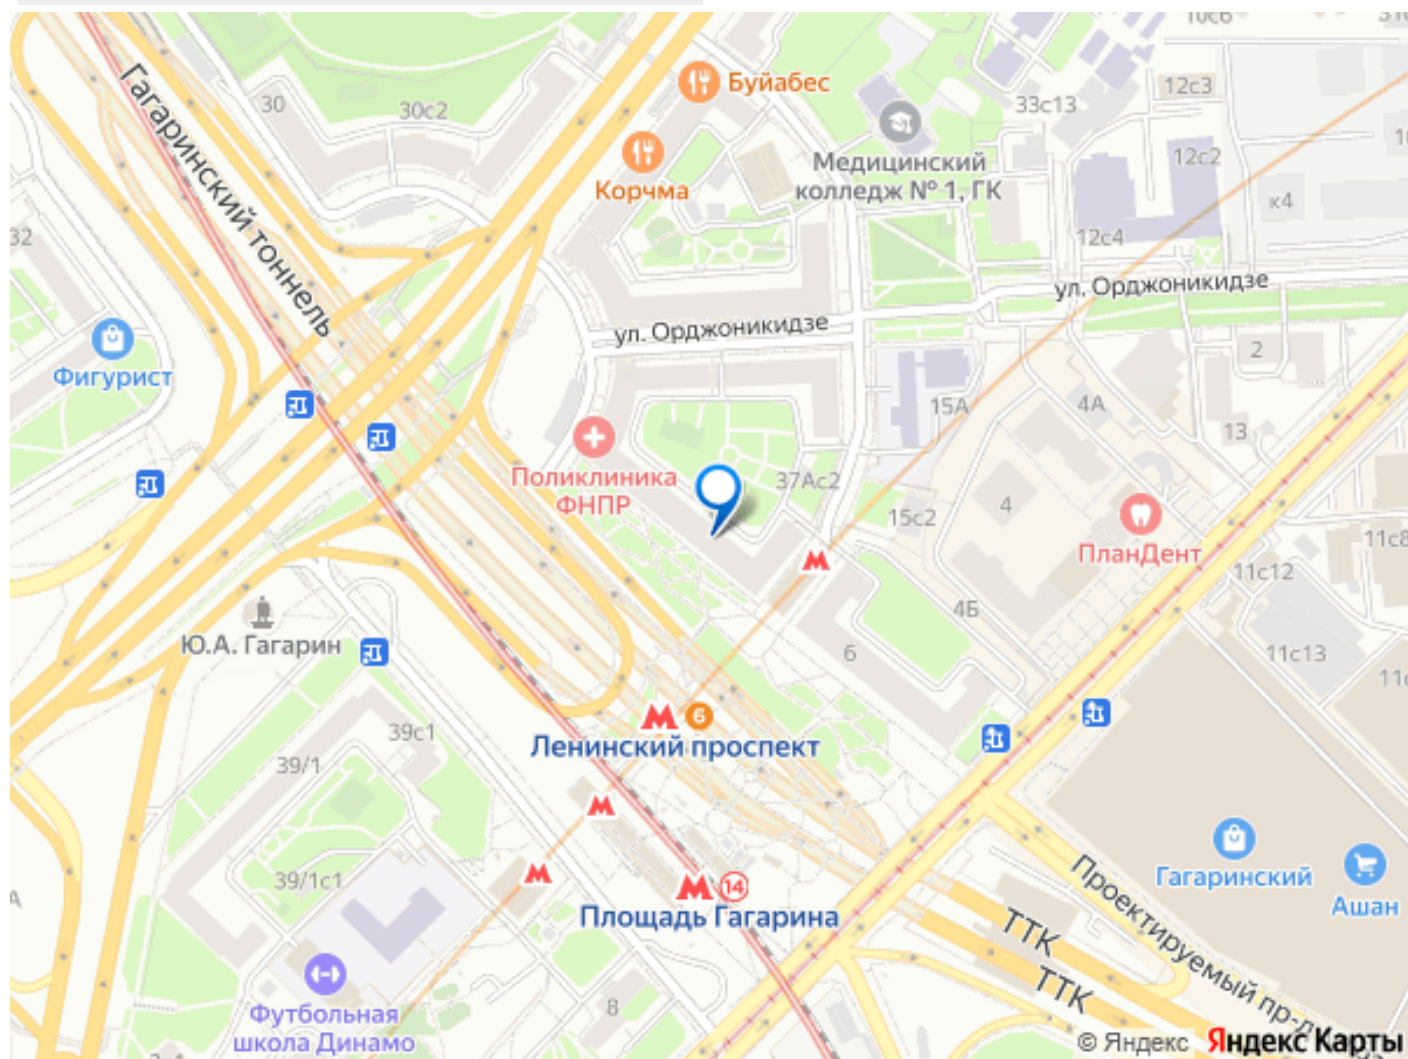 10с6
Буйабес
12с3
30
30с2
33с13
Гагаринский тоннель
Медицинский
колледж № 1, ГК
12с2
Корчма
к4
32
12с4
ул. Орджоникидзе
ул. Орджоникидзе
2
Фигурист
15А
4А
13
Поликлиника
ФНПР
37Ас2
4
15с2
ПланДент
11с8
11с12
4Б
Ю.А. Гагарин
6
11с13
6
Ленинский проспект
39с1
39/1
Гагаринский
Проектируемый пр-д
39/1с1
14
Площадь Гагарина
Ашан
ТТК
ТТК
8
Футбольная
школа Динамо
© Яндекс Яндекс Карты